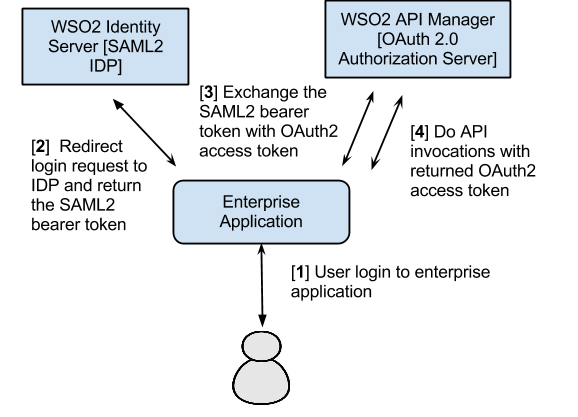 WSO2 Identity
Server [SAML2
IDP]
WSO2 API Manager
[OAuth 2.0
Authorization Server]
[3] Exchange the
SAML2 bearer
token with OAuth2
access token
[4] Do API
invocations with
returned OAuth2
access token
[2] Redirect
login request to
IDP and return
the SAML2
bearer token
Enterprise
Application
[1] User login to enterprise
application